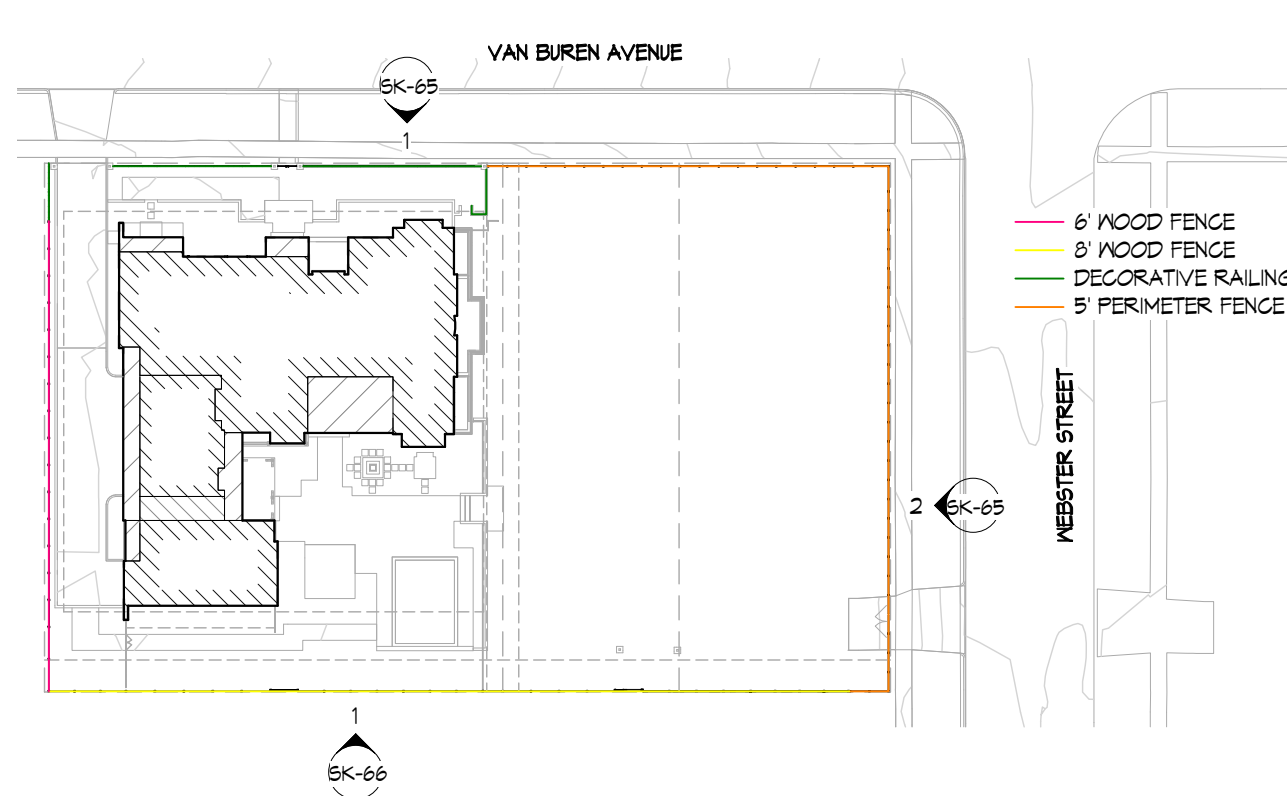 VAN BUREN AVENUE
SK-65
1
6' WOOD FENCE
8' WOOD FENCE
DECORATIVE RAILING
5' PERIMETER FENCE
WEBSTER STREET
2 SK-65
1
SK-66